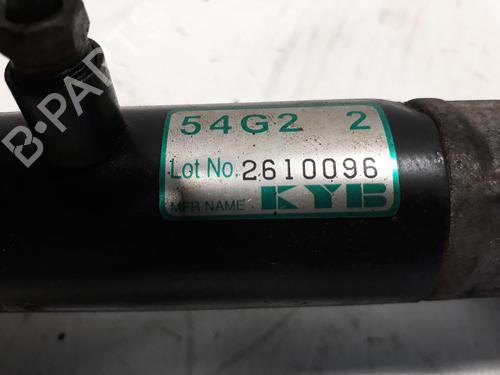 B-PARTS
54G2 2
Lot No. 2610096
MFR NAME KYB